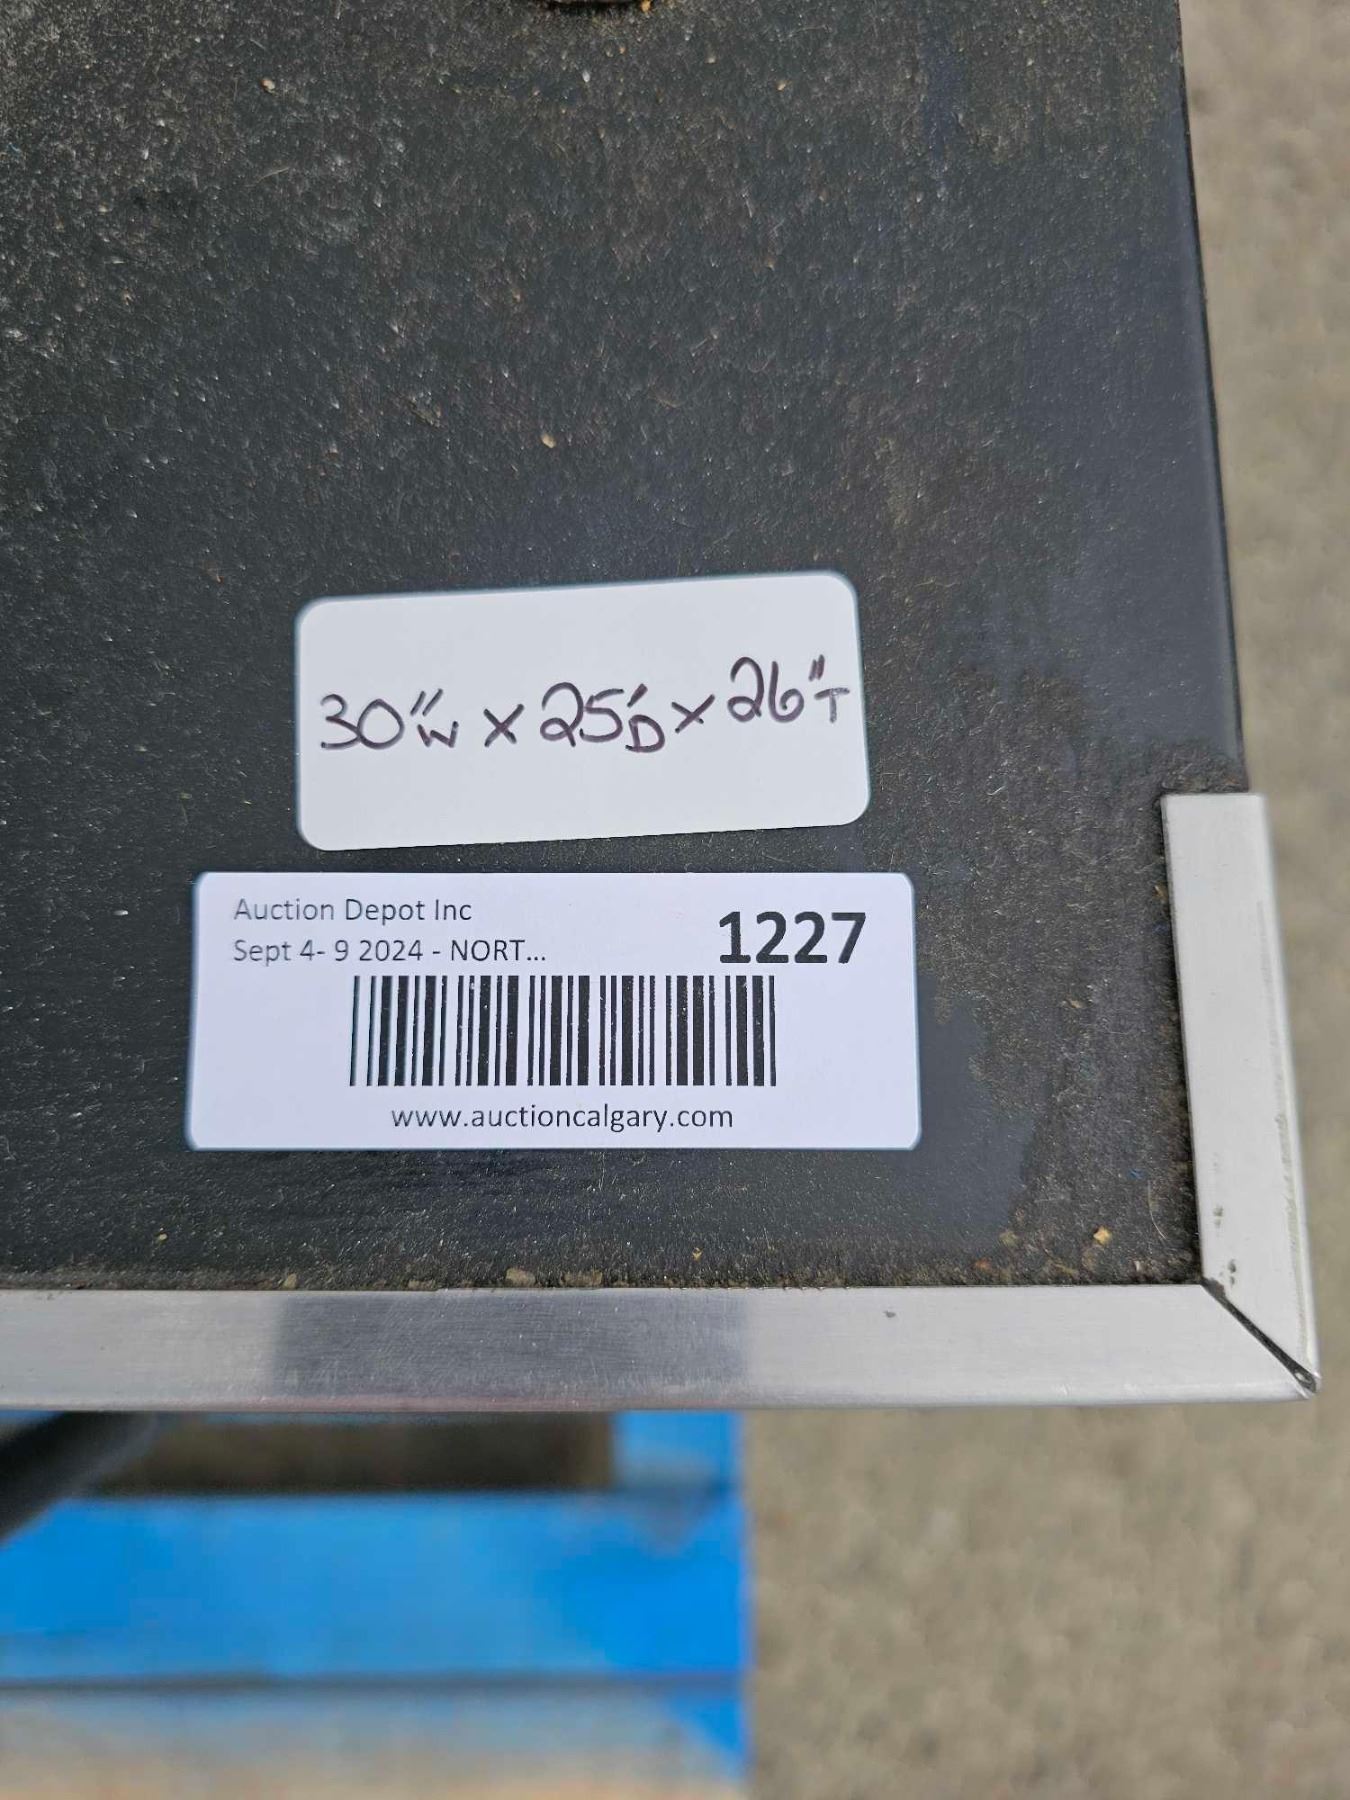 30"W x 25'D x 26"T
Auction Depot Inc
Sept 4- 9 2024 - NORT...
1227
www.auctioncalgary.com